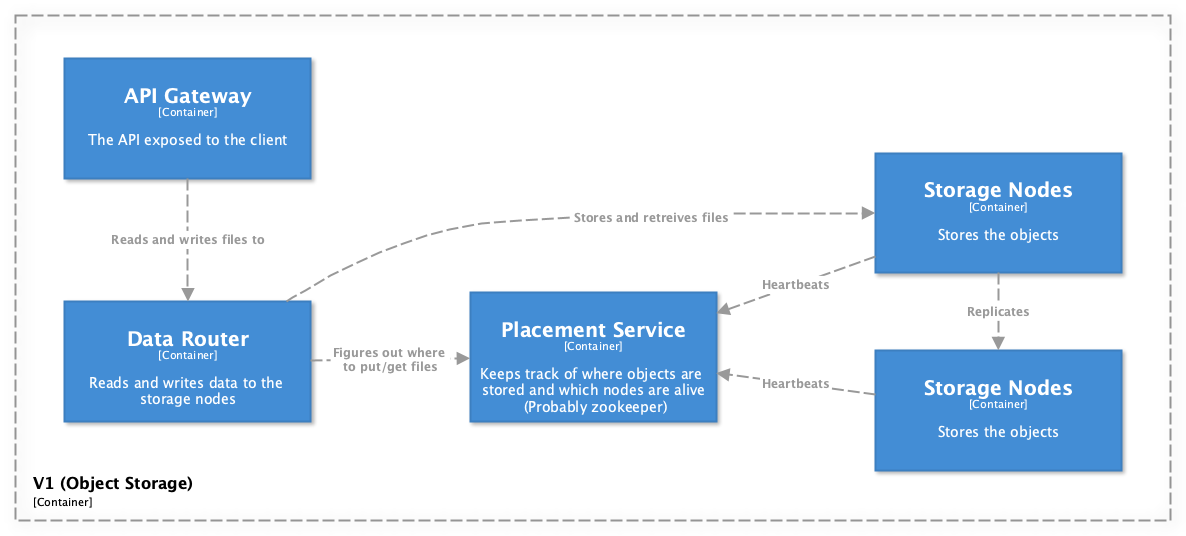 API Gateway
[Container]
The API exposed to the client
Reads and writes files to
Data Router
[Container]
Reads and writes data to the
storage nodes
Stores and retreives files
Figures out where
to put/get files
Placement Service
[Container]
Keeps track of where objects are
stored and which nodes are alive
(Probably zookeeper)
Heartbeats
Heartbeats
Storage Nodes
[Container]
Stores the objects
Replicates
Storage Nodes
[Container]
Stores the objects
V1 (Object Storage)
[Container]